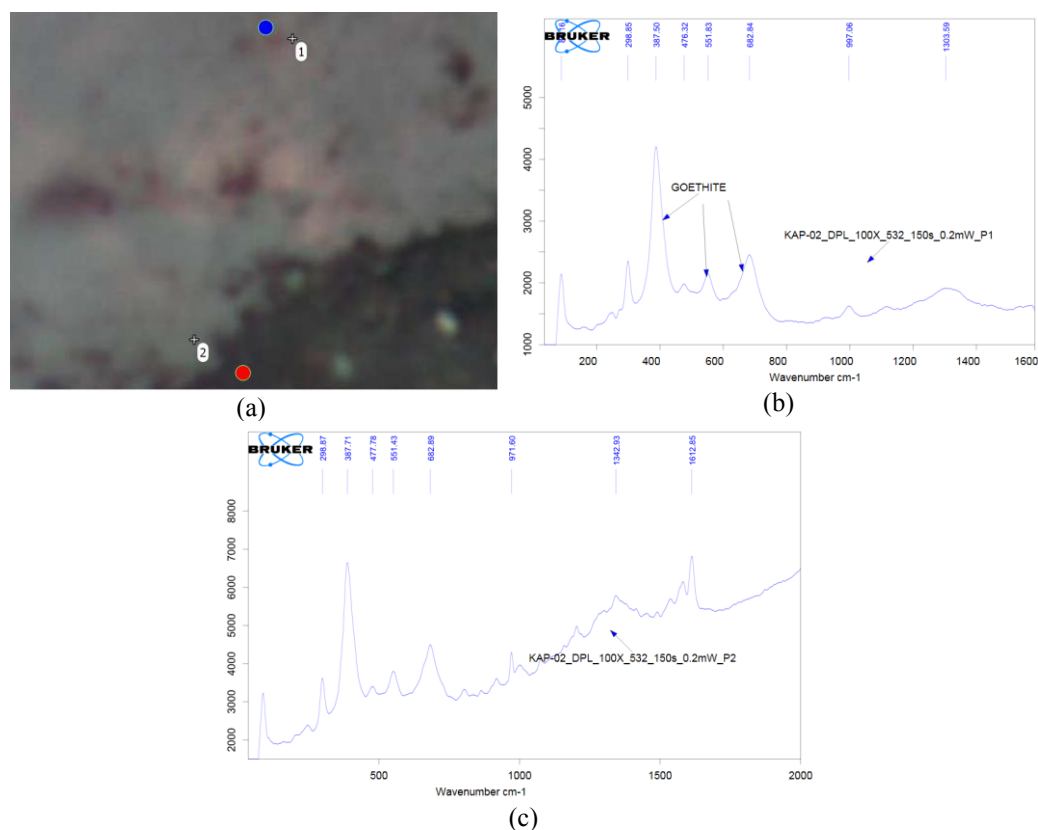 1
2
(a)
BRUKER
298.85
387.50
476.32
551.83
682.84
997.06
1303.59
5000
4000
3000
2000
1000
GOETHITE
KAP-02_DPL_100X_532_150s_0.2mW_P1
200 400 600 800 1000 1200 1400 1600
Wavenumber cm-1
(b)
BRUKER
298.87
387.71
477.78
551.43
682.89
971.60
1342.93
1612.85
8000
7000
6000
5000
4000
3000
2000
KAP-02_DPL_100X_532_150s_0.2mW_P2
500 1000 1500 2000
Wavenumber cm-1
(c)